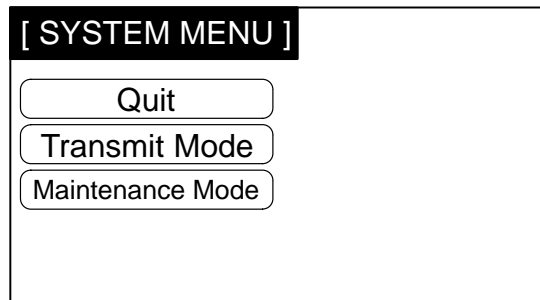 [ SYSTEM MENU ]
Quit
Transmit Mode
Maintenance Mode